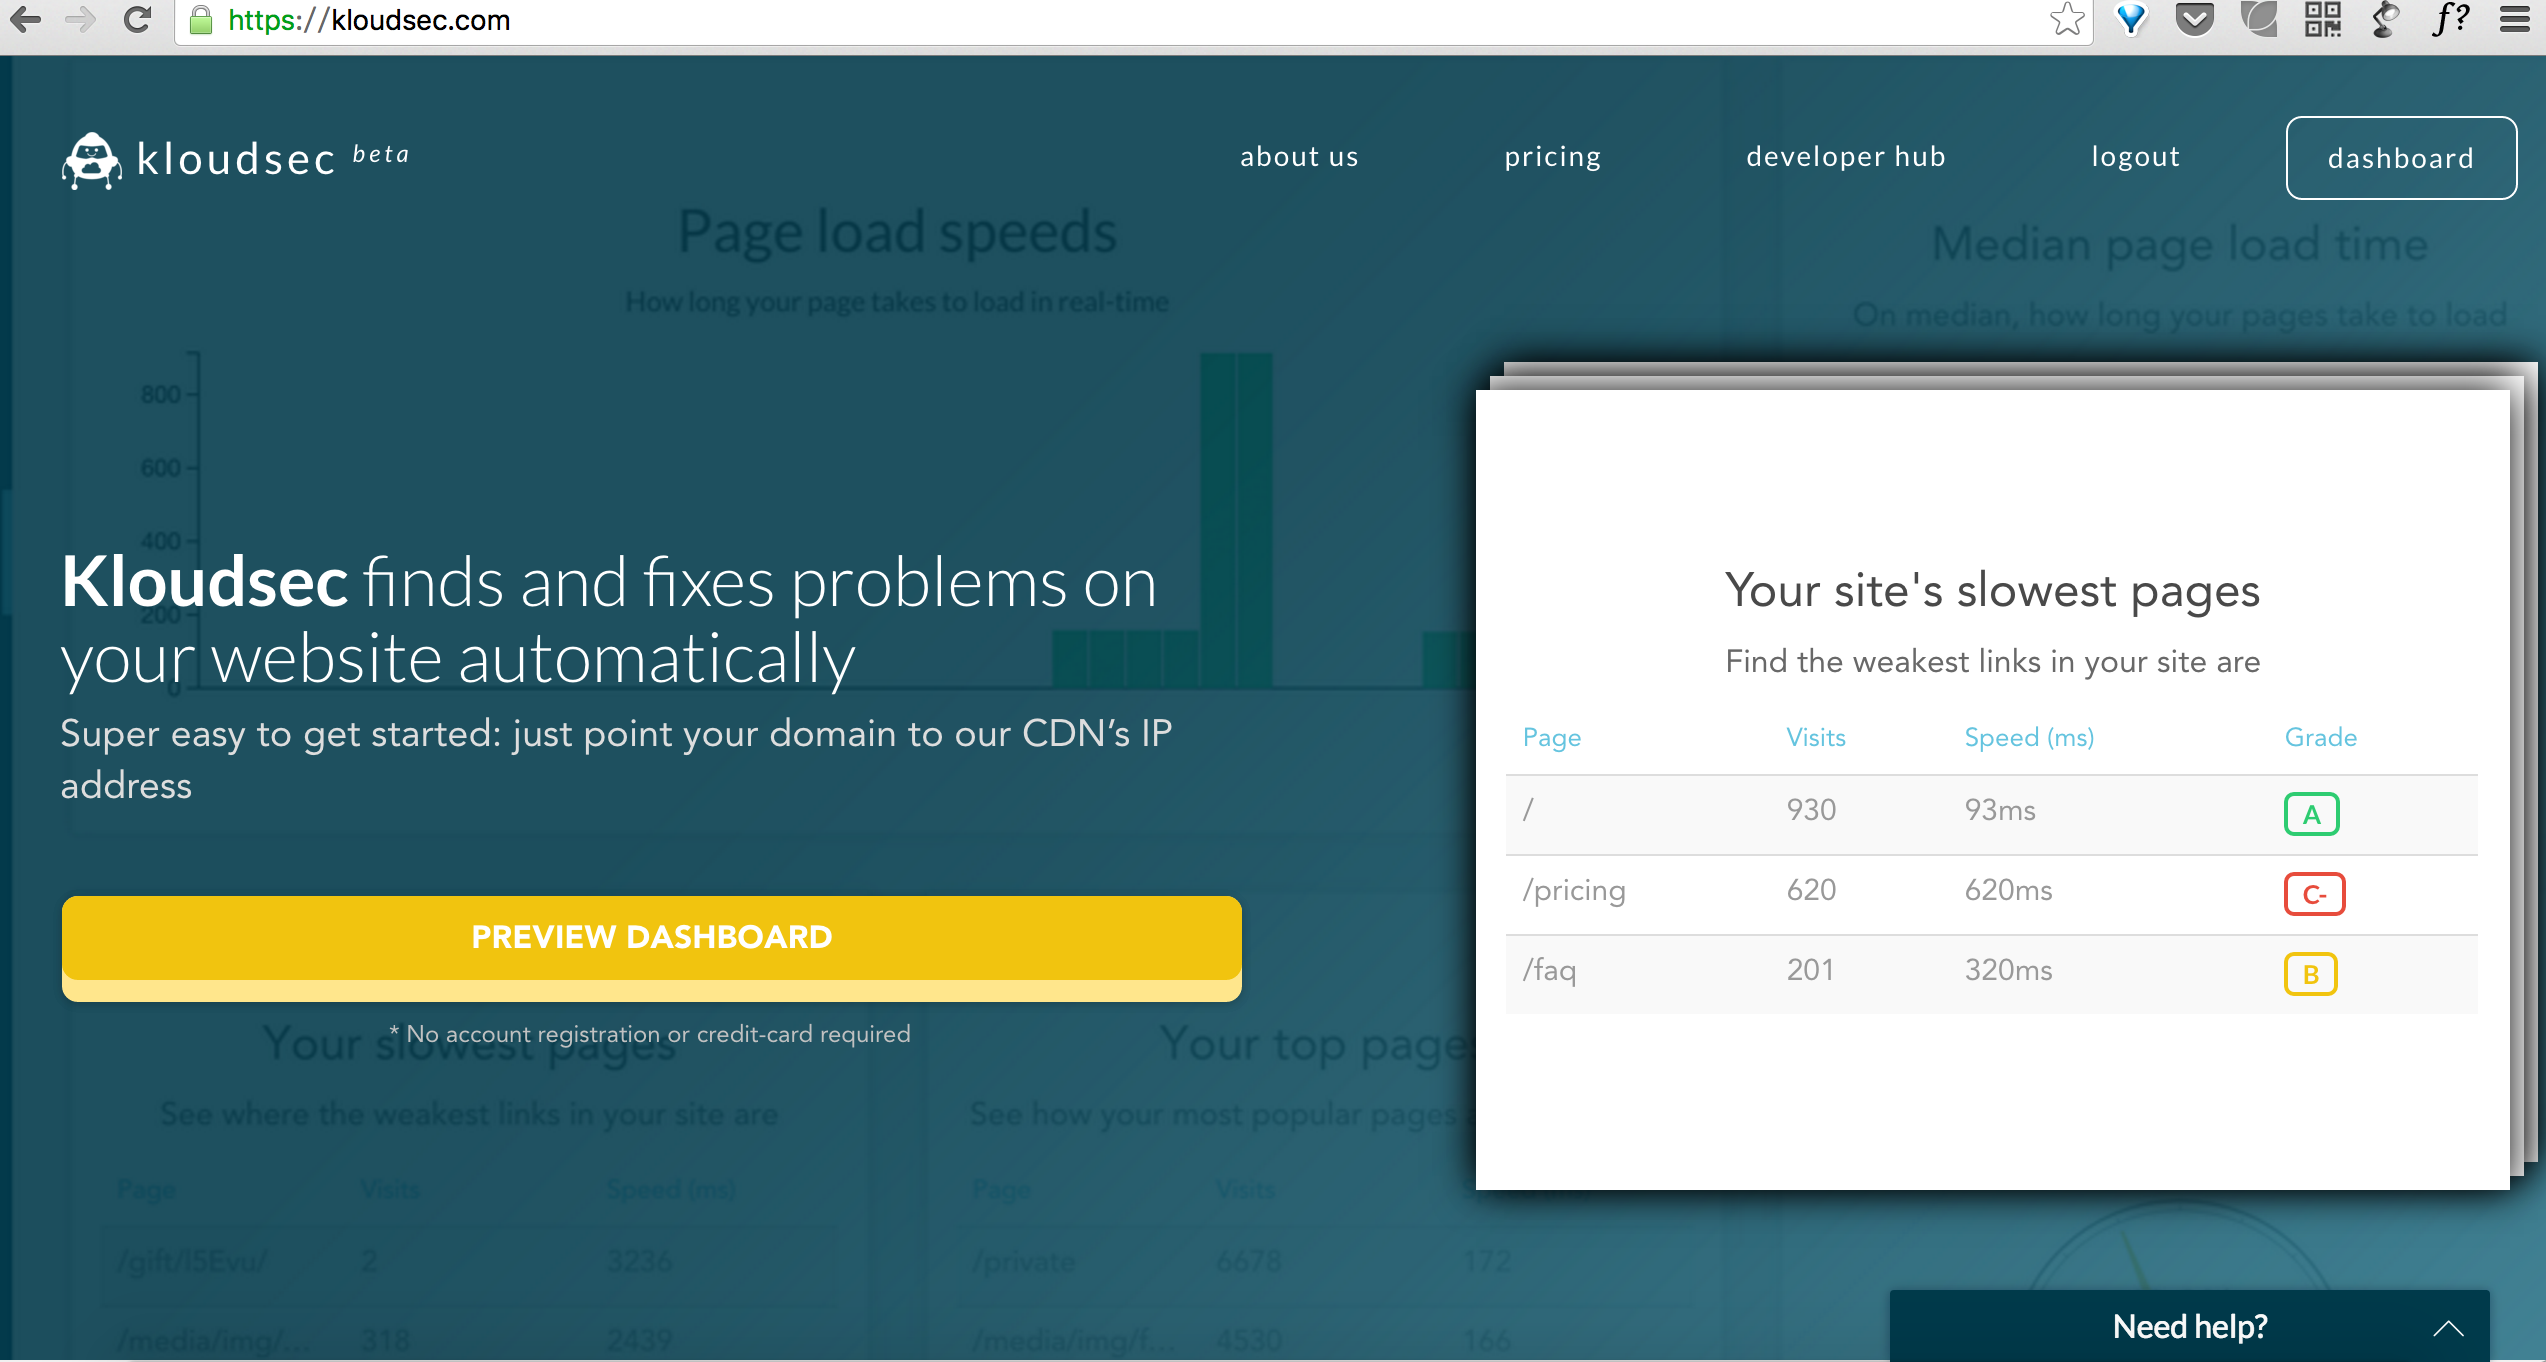 https://kloudsec.com
f?
kloudsec beta
about us
pricing
developer hub
logout
dashboard
Page load speeds
How long your page takes to load in real-time
Median page load time
On median, how long your pages take to load
800
600
400
200
0
Kloudsec finds and fixes problems on
your website automatically
Super easy to get started: just point your domain to our CDN’s IP
address
PREVIEW DASHBOARD
* No account registration or credit-card required
Your site's slowest pages
Find the weakest links in your site are
Page Visits Speed (ms) Grade
/ 930 93ms A
/pricing 620 620ms C-
/faq 201 320ms B
Your slowest pages
See where the weakest links in your site are
Page Visits Speed (ms)
/gift/l5Evu/ 2 3236
/media/img/... 318 2439
Your top page
See how your most popular pages
Page Visits
/private 6678 172
/media/img/f... 4530 166
Need help?